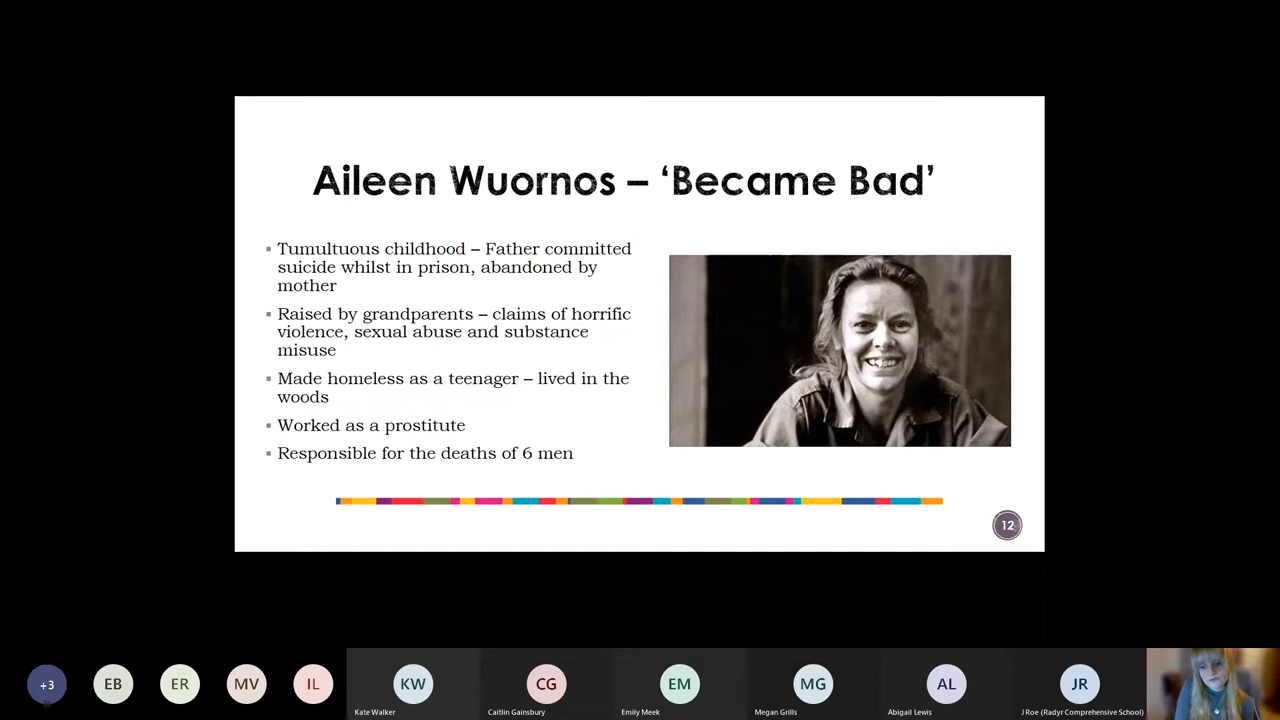 Aileen Wuornos – ‘Became Bad’
Tumultuous childhood – Father committed
suicide whilst in prison, abandoned by
mother
Raised by grandparents – claims of horrific
violence, sexual abuse and substance
misuse
Made homeless as a teenager – lived in the
woods
Worked as a prostitute
Responsible for the deaths of 6 men
12
+3
EB
ER
MV
IL
KW
CG
EM
MG
AL
JR
Kate Walker
Caitlin Gainsbury
Emily Meek
Megan Grills
Abigail Lewis
J Roe (Radyr Comprehensive School)